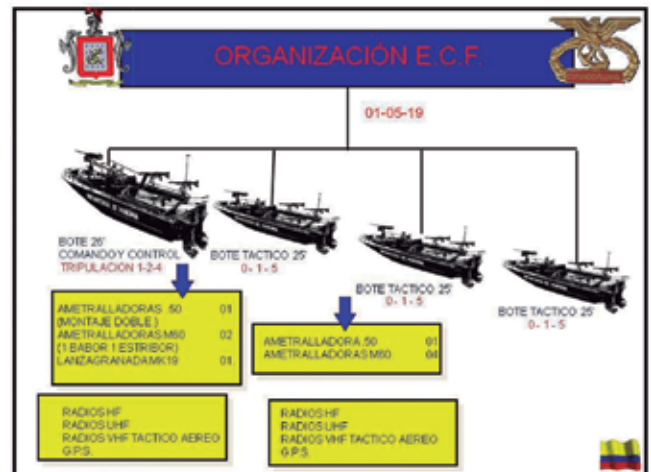 ORGANIZACIÓN E.C.F.
01-05-19
BOTE 26'
COMANDO Y CONTROL
TRIPULACION 1-2-4
BOTE TACTICO 25'
0- 1 - 5
BOTE TACTICO 25'
0- 1 - 5
BOTE TACTICO 25'
0- 1 - 5
AMETRALLADORAS .50 01
(MONTAJE DOBLE )
AMETRALLADORAS M60 02
(1 BABOR 1 ESTRIBOR)
LANZAGRANADA MK19 01.
AMETRALLADORA .50 01
AMETRALLADORAS M60 04
RADIOS HF
RADIOS UHF
RADIOS VHF TACTICO AEREO
G.P.S.
RADIOS HF
RADIOS UHF
RADIOS VHF TACTICO AEREO
G.P.S.